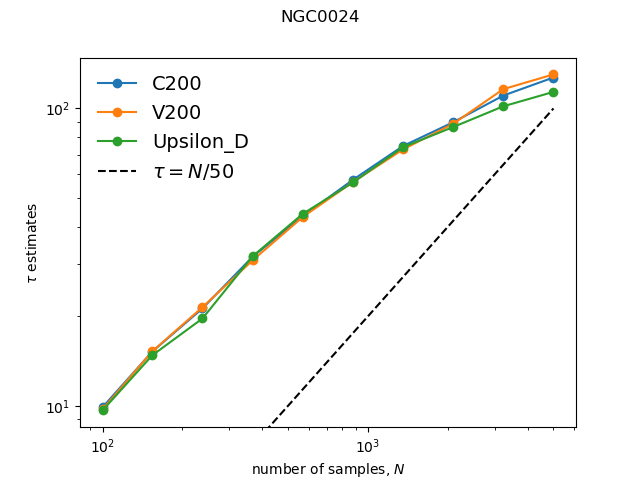 NGC0024
C200
V200
Upsilon_D
τ = N/50
10²
10¹
τ estimates
10² 10³
number of samples, N